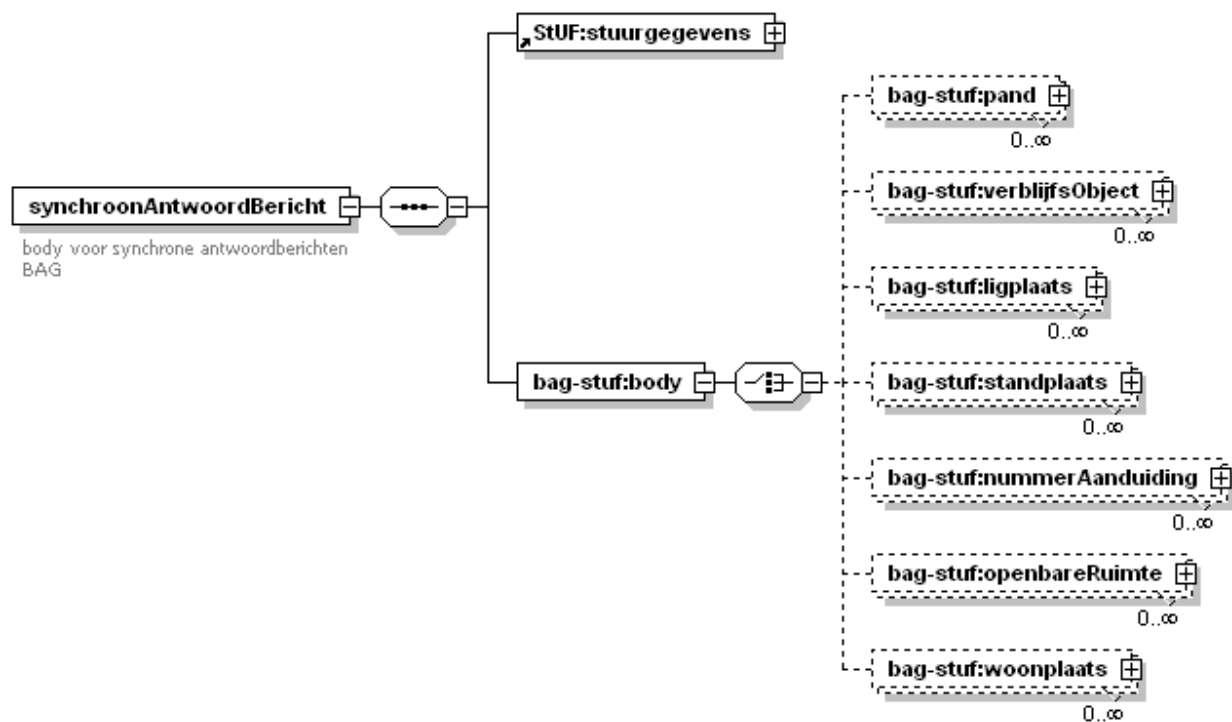 StUF:stuurgegevens
bag-stuf:pand
0..∞
synchroonAntwoordBericht
body voor synchrone antwoordberichten
BAG
bag-stuf:verblijfsObject
0..∞
bag-stuf:ligplaats
0..∞
bag-stuf:body
bag-stuf:standplaats
0..∞
bag-stuf:nummerAanduiding
0..∞
bag-stuf:openbareRuimte
0..∞
bag-stuf:woonplaats
0..∞